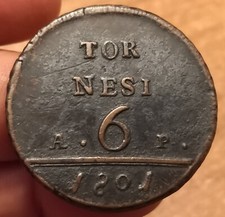 TOR
NESI
A. 6 P.
1801